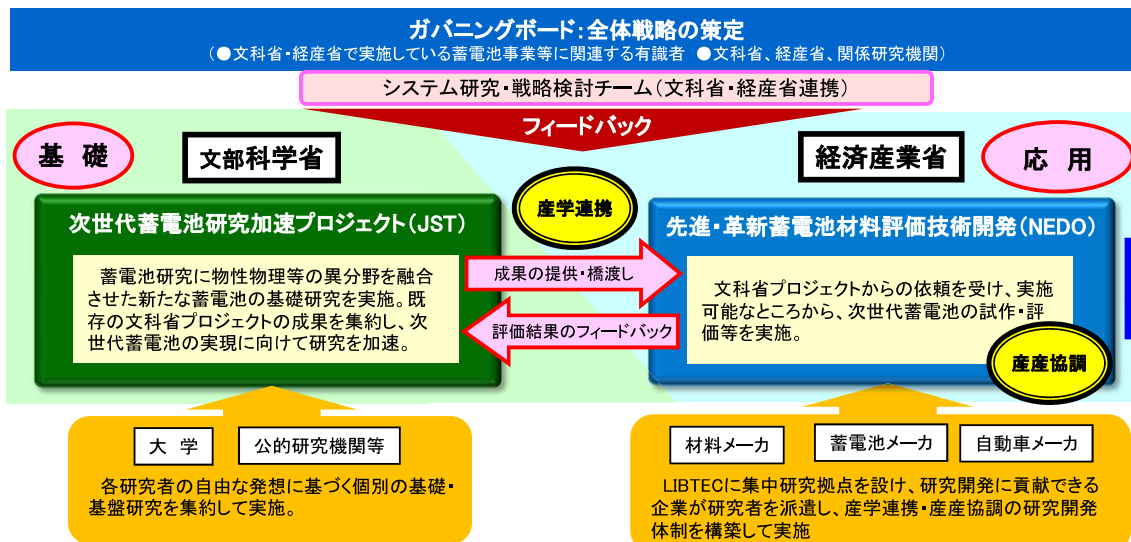 ガバニングボード：全体戦略の策定
（●文科省・経産省で実施している蓄電池事業等に関連する有識者　●文科省、経産省、関係研究機関）
システム研究・戦略検討チーム（文科省・経産省連携）
フィードバック
基　礎
文部科学省
経済産業省
応　用
産学連携
次世代蓄電池研究加速プロジェクト（JST）
蓄電池研究に物性物理等の異分野を融合
させた新たな蓄電池の基礎研究を実施。既
存の文科省プロジェクトの成果を集約し、次
世代蓄電池の実現に向けて研究を加速。
成果の提供・橋渡し
評価結果のフィードバック
先進・革新蓄電池材料評価技術開発（NEDO）
文科省プロジェクトからの依頼を受け、実施
可能なところから、次世代蓄電池の試作・評
価等を実施。
産産協調
大　学
公的研究機関等
各研究者の自由な発想に基づく個別の基礎・
基盤研究を集約して実施。
材料メーカ
蓄電池メーカ
自動車メーカ
LIBTECに集中研究拠点を設け、研究開発に貢献できる
企業が研究者を派遣し、産学連携・産産協調の研究開発
体制を構築して実施